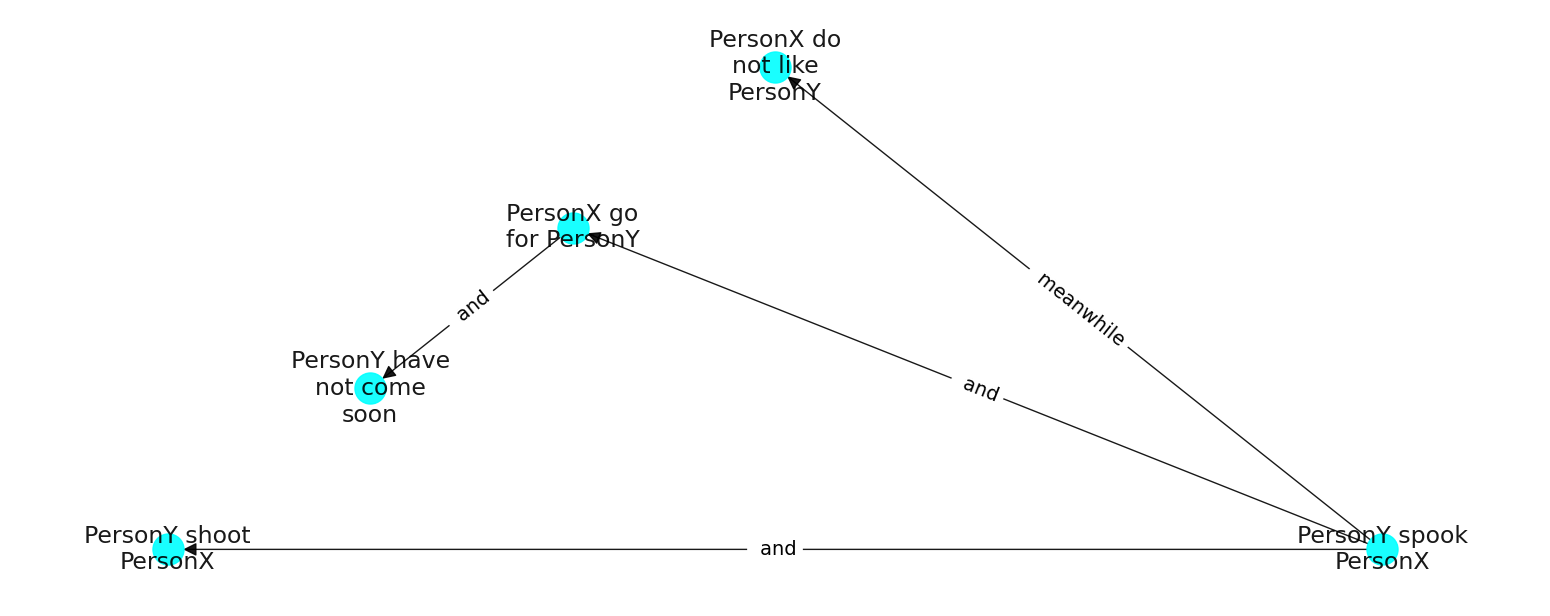 PersonX do
not like
PersonY
PersonX go
for PersonY
meanwhile
and
PersonY have
not come
soon
and
PersonY shoot
PersonX
and
PersonY spook
PersonX